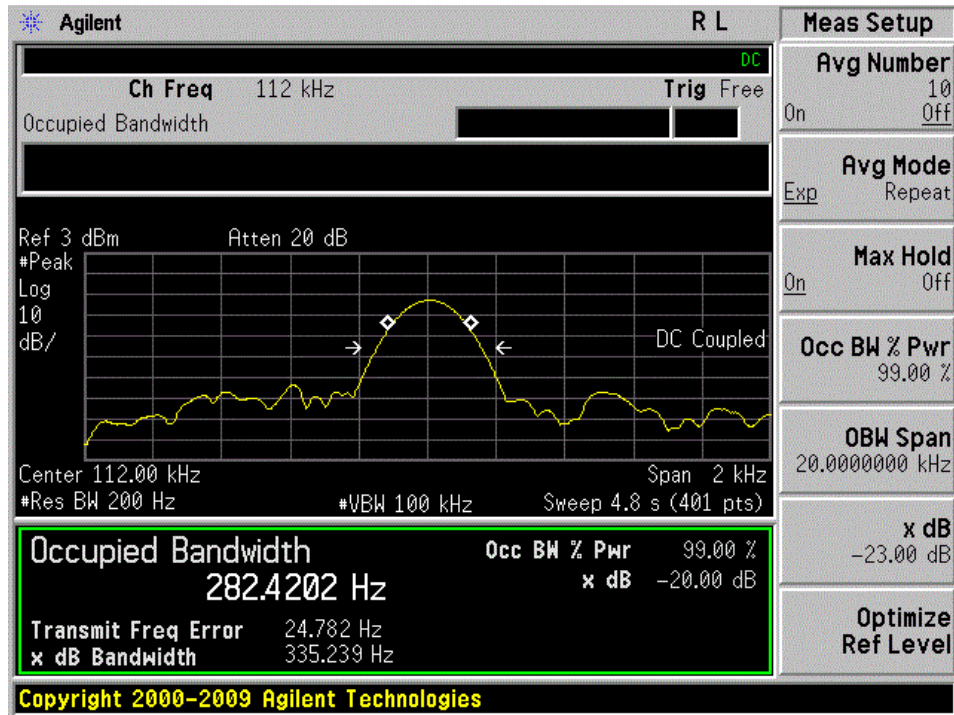 Agilent R L
DC
Ch Freq 112 kHz Trig Free
Occupied Bandwidth
Ref 3 dBm Atten 20 dB
#Peak
Log
10
dB/
DC Coupled
Center 112.00 kHz Span 2 kHz
#Res BW 200 Hz #VBW 100 kHz Sweep 4.8 s (401 pts)
Occupied Bandwidth Occ BW % Pwr 99.00 %
282.4202 Hz x dB -20.00 dB
Transmit Freq Error 24.782 Hz
x dB Bandwidth 335.239 Hz
Copyright 2000-2009 Agilent Technologies
Meas Setup
Avg Number
10
On Off
Avg Mode
Exp Repeat
Max Hold
On Off
Occ BW % Pwr
99.00 %
OBW Span
20.0000000 kHz
x dB
-23.00 dB
Optimize
Ref Level